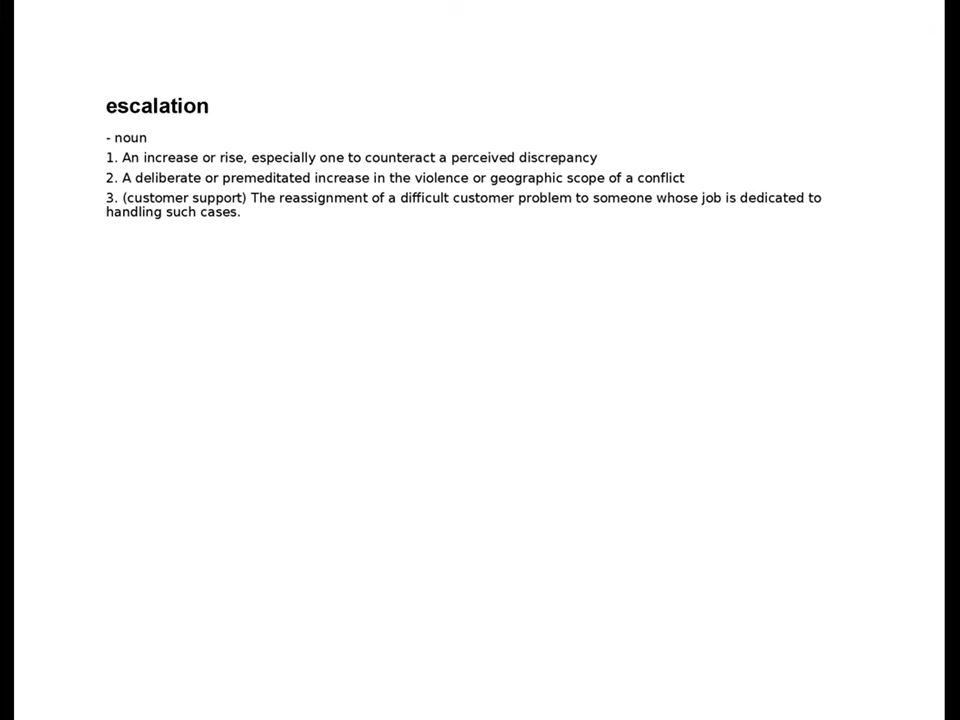 escalation
- noun
1. An increase or rise, especially one to counteract a perceived discrepancy
2. A deliberate or premeditated increase in the violence or geographic scope of a conflict
3. (customer support) The reassignment of a difficult customer problem to someone whose job is dedicated to
handling such cases.